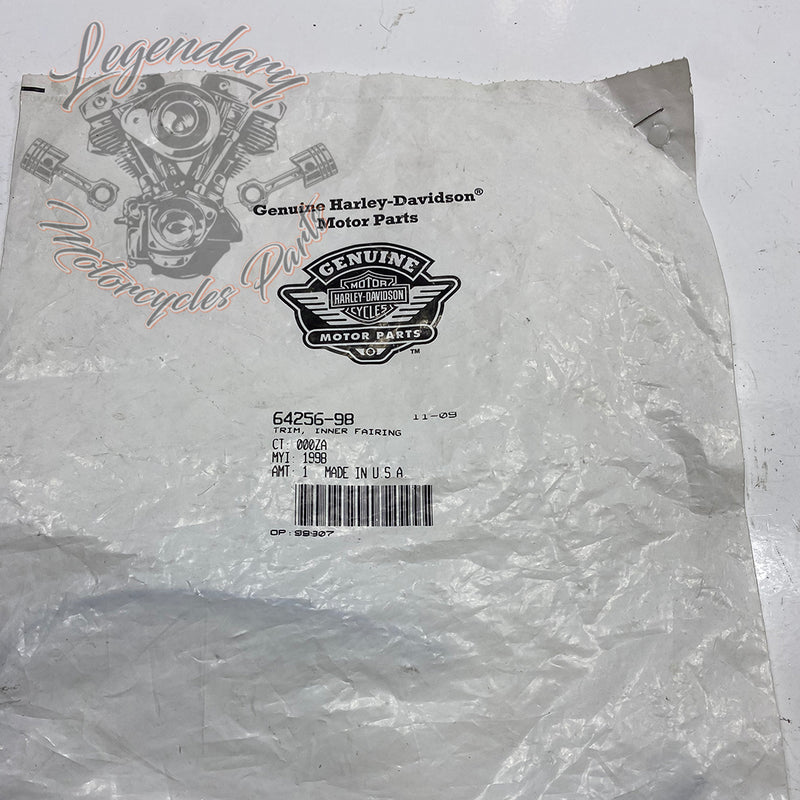 Legendary
Motorcycles Parts
Genuine Harley-Davidson®
Motor Parts
GENUINE
MOTOR
HARLEY-DAVIDSON
CYCLES
MOTOR PARTS
™
64256-98 11-09
TRIM, INNER FAIRING
CT: 000ZA
MYI: 1998
AMT: 1 MADE IN U S A
OP: 99307